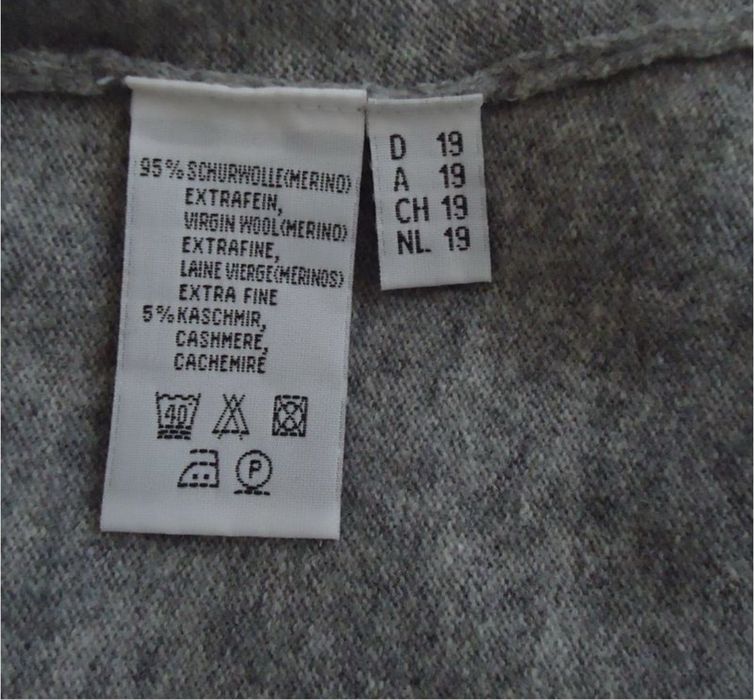 95% SCHURWOLLE(MERINO)
EXTRAFEIN,
VIRGIN WOOL(MERINO)
EXTRAFINE,
LAINE VIERGE(MERINOS)
EXTRA FINE
5% KASCHMIR,
CASHMERE,
CACHEMIRE
40°
P
D 19
A 19
CH 19
NL. 19